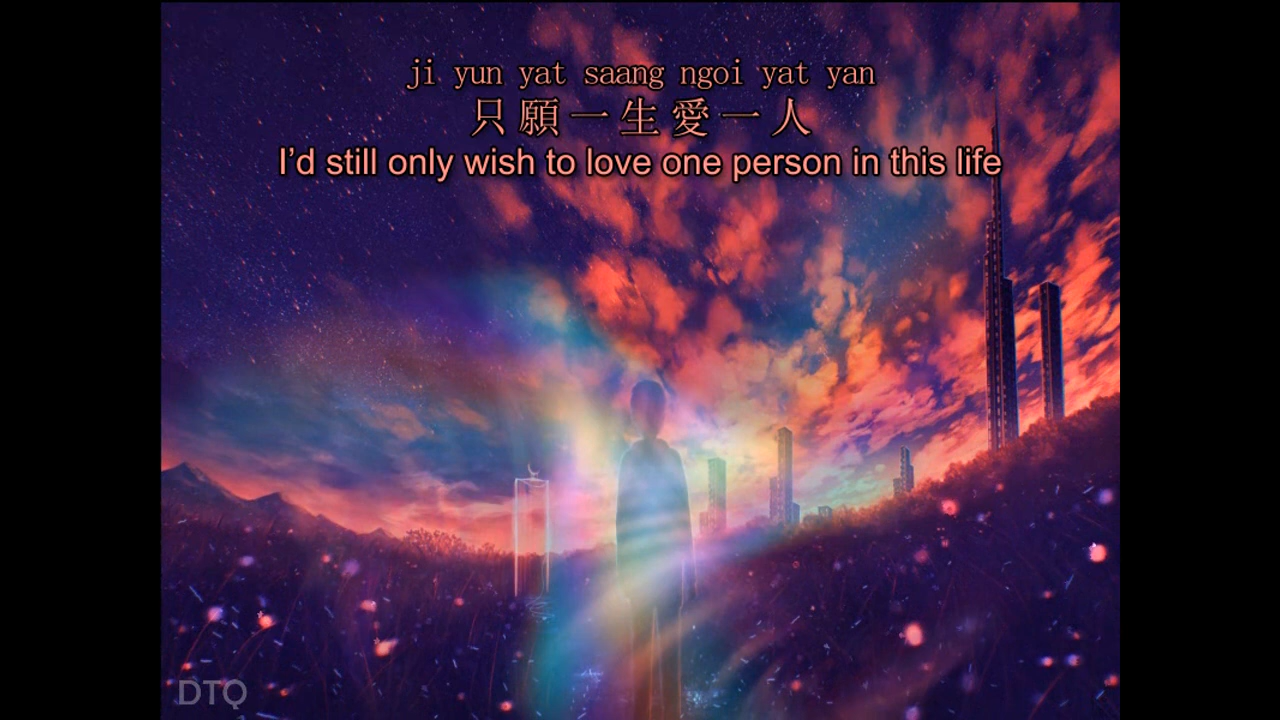 ji yun yat saang ngoi yat yan
只願一生愛一人
I’d still only wish to love one person in this life
DTQ